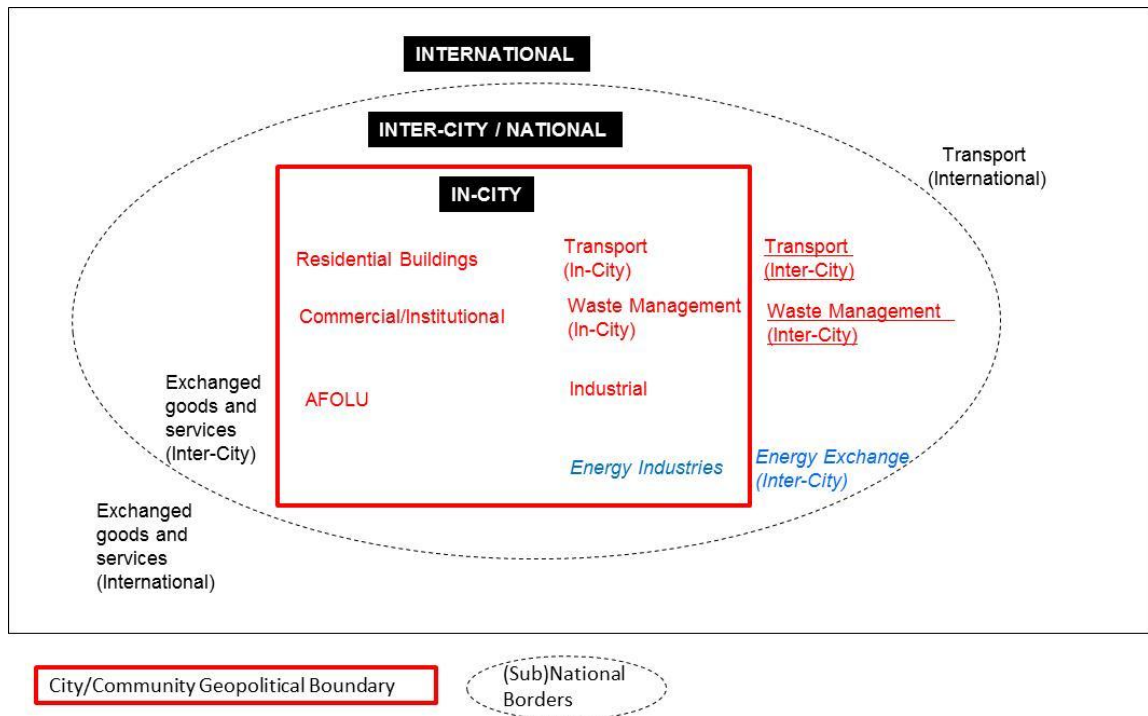 INTERNATIONAL
INTER-CITY / NATIONAL
Transport
(International)
IN-CITY
Residential Buildings
Transport
(In-City)
Transport
(Inter-City)
Commercial/Institutional
Waste Management
(In-City)
Waste Management
(Inter-City)
Exchanged
goods and
services
(Inter-City)
AFOLU
Industrial
Energy Industries
Energy Exchange
(Inter-City)
Exchanged
goods and
services
(International)
City/Community Geopolitical Boundary
(Sub)National
Borders